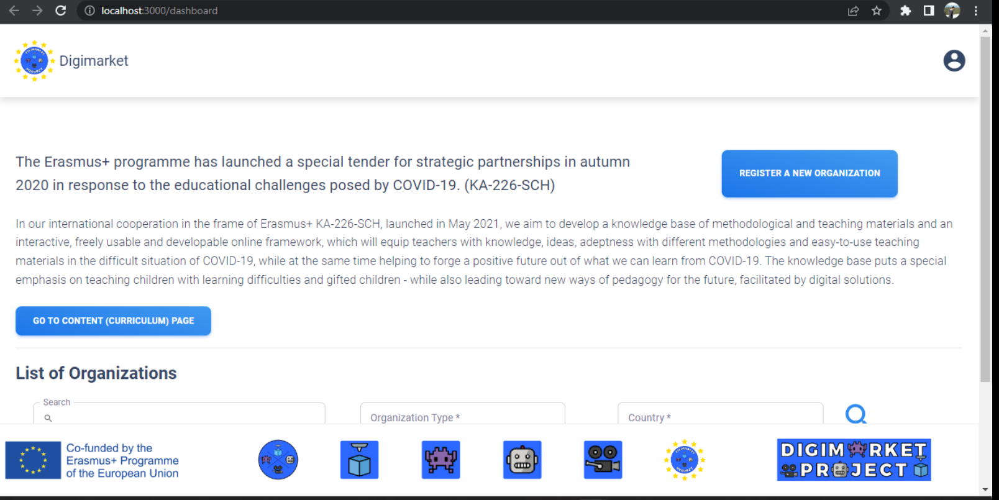 localhost:3000/dashboard
Digimarket
The Erasmus+ programme has launched a special tender for strategic partnerships in autumn
2020 in response to the educational challenges posed by COVID-19. (KA-226-SCH)
REGISTER A NEW ORGANIZATION
In our international cooperation in the frame of Erasmus+ KA-226-SCH, launched in May 2021, we aim to develop a knowledge base of methodological and teaching materials and an
interactive, freely usable and developable online framework, which will equip teachers with knowledge, ideas, adeptness with different methodologies and easy-to-use teaching
materials in the difficult situation of COVID-19, while at the same time helping to forge a positive future out of what we can learn from COVID-19. The knowledge base puts a special
emphasis on teaching children with learning difficulties and gifted children - while also leading toward new ways of pedagogy for the future, facilitated by digital solutions.
GO TO CONTENT (CURRICULUM) PAGE
List of Organizations
Search
Organization Type *
Country *
Co-funded by the
Erasmus+ Programme
of the European Union
DIGIMARKET
PROJECT